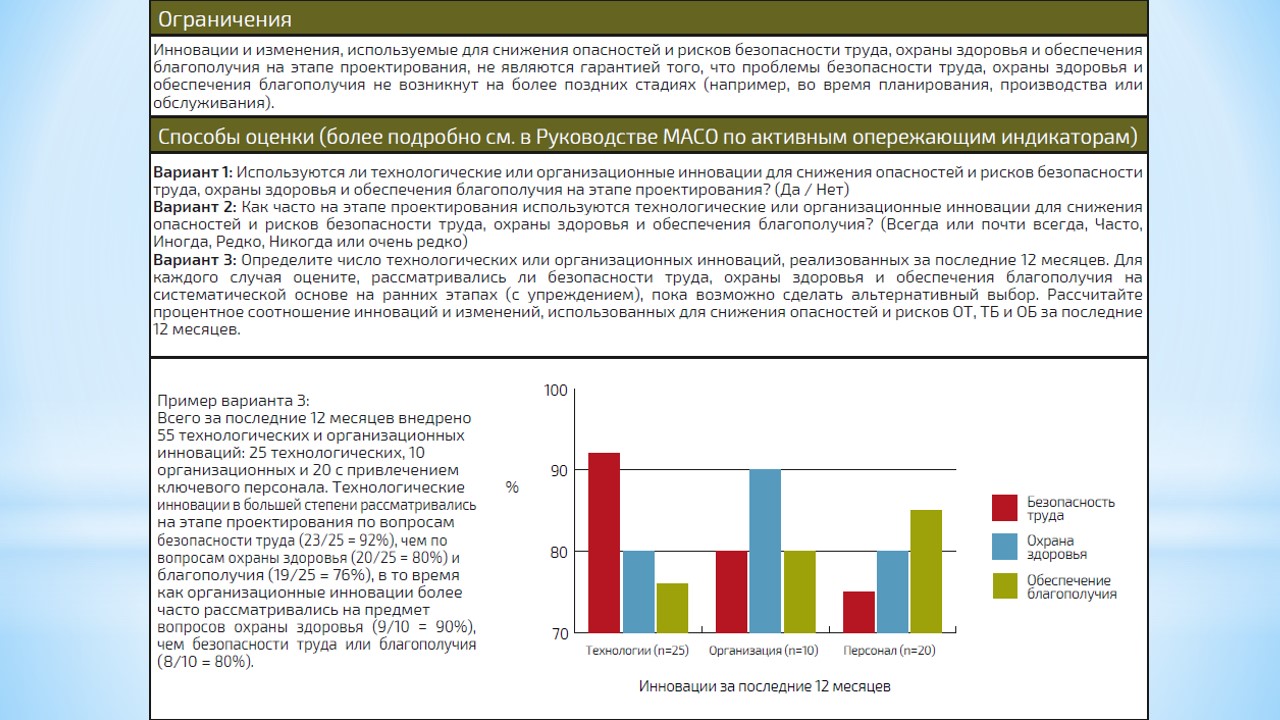 Ограничения
Инновации и изменения, используемые для снижения опасностей и рисков безопасности труда, охраны здоровья и обеспечения
благополучия на этапе проектирования, не являются гарантией того, что проблемы безопасности труда, охраны здоровья и
обеспечения благополучия не возникнут на более поздних стадиях (например, во время планирования, производства или
обслуживания).
Способы оценки (более подробно см. в Руководстве МАСО по активным опережающим индикаторам)
Вариант 1: Используются ли технологические или организационные инновации для снижения опасностей и рисков безопасности
труда, охраны здоровья и обеспечения благополучия на этапе проектирования? (Да / Нет)
Вариант 2: Как часто на этапе проектирования используются технологические или организационные инновации для снижения
опасностей и рисков безопасности труда, охраны здоровья и обеспечения благополучия? (Всегда или почти всегда, Часто,
Иногда, Редко, Никогда или очень редко)
Вариант 3: Определите число технологических или организационных инноваций, реализованных за последние 12 месяцев. Для
каждого случая оцените, рассматривались ли безопасности труда, охраны здоровья и обеспечения благополучия на
систематической основе на ранних этапах (с упреждением), пока возможно сделать альтернативный выбор. Рассчитайте
процентное соотношение инноваций и изменений, использованных для снижения опасностей и рисков ОТ, ТБ и ОБ за последние
12 месяцев.
Пример варианта 3:
Всего за последние 12 месяцев внедрено
55 технологических и организационных
инноваций: 25 технологических, 10
организационных и 20 с привлечением
ключевого персонала. Технологические
инновации в большей степени рассматривались
на этапе проектирования по вопросам
безопасности труда (23/25 = 92%), чем по
вопросам охраны здоровья (20/25 = 80%) и
благополучия (19/25 = 76%), в то время
как организационные инновации более
часто рассматривались на предмет
вопросов охраны здоровья (9/10 = 90%),
чем безопасности труда или благополучия
(8/10 = 80%).
100
90
%
80
70
Технологии (n=25) Организация (n=10) Персонал (n=20)
Инновации за последние 12 месяцев
Безопасность
труда
Охрана
здоровья
Обеспечение
благополучия